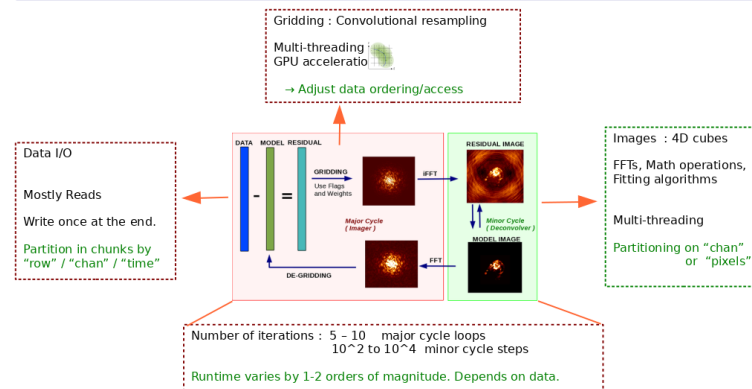 Gridding : Convolutional resampling
Multi-threading
GPU acceleratio
→ Adjust data ordering/access
Data I/O
Mostly Reads
Write once at the end.
Partition in chunks by
“row” / “chan” / “time”
DATA MODEL RESIDUAL
GRIDDING
Use Flags
and Weights
iFFT
Major Cycle
( Imager )
DE-GRIDDING
FFT
RESIDUAL IMAGE
Minor Cycle
( Deconvolver )
MODEL IMAGE
Images : 4D cubes
FFTs, Math operations,
Fitting algorithms
Multi-threading
Partitioning on “chan”
or “pixels”
Number of iterations : 5 – 10 major cycle loops
10^2 to 10^4 minor cycle steps
Runtime varies by 1-2 orders of magnitude. Depends on data.